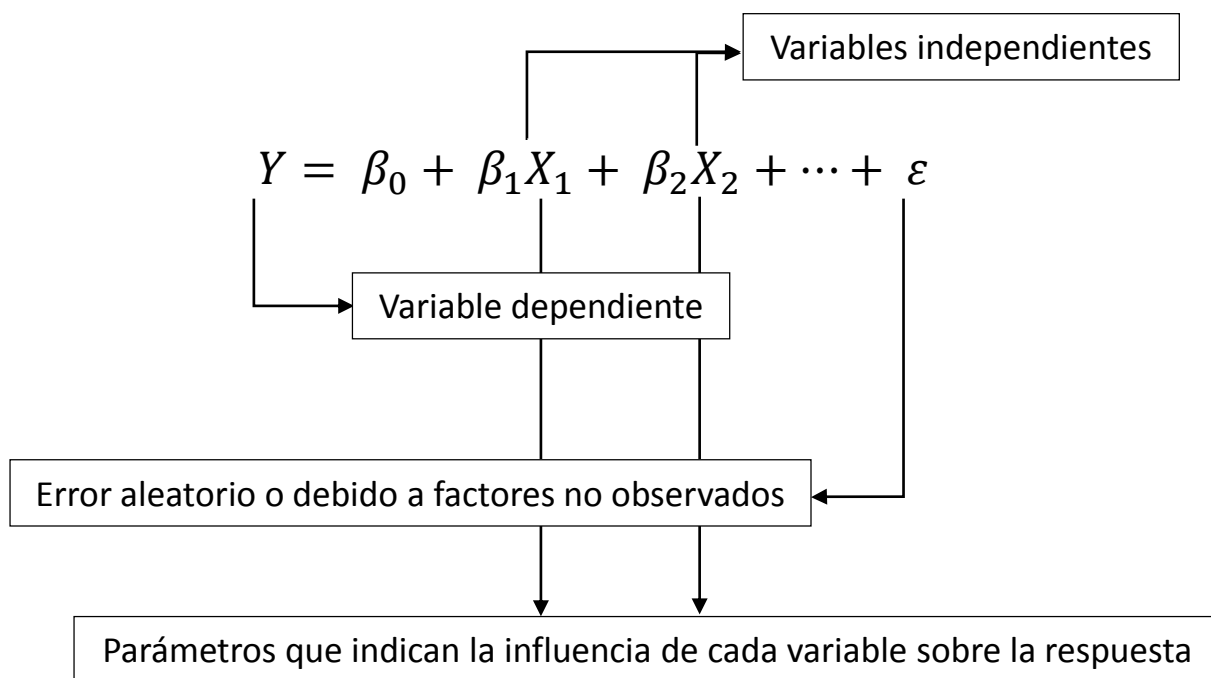 Variables independientes
Y = β₀ + β₁X₁ + β₂X₂ + ⋯ + ε
Variable dependiente
Error aleatorio o debido a factores no observados
Parámetros que indican la influencia de cada variable sobre la respuesta